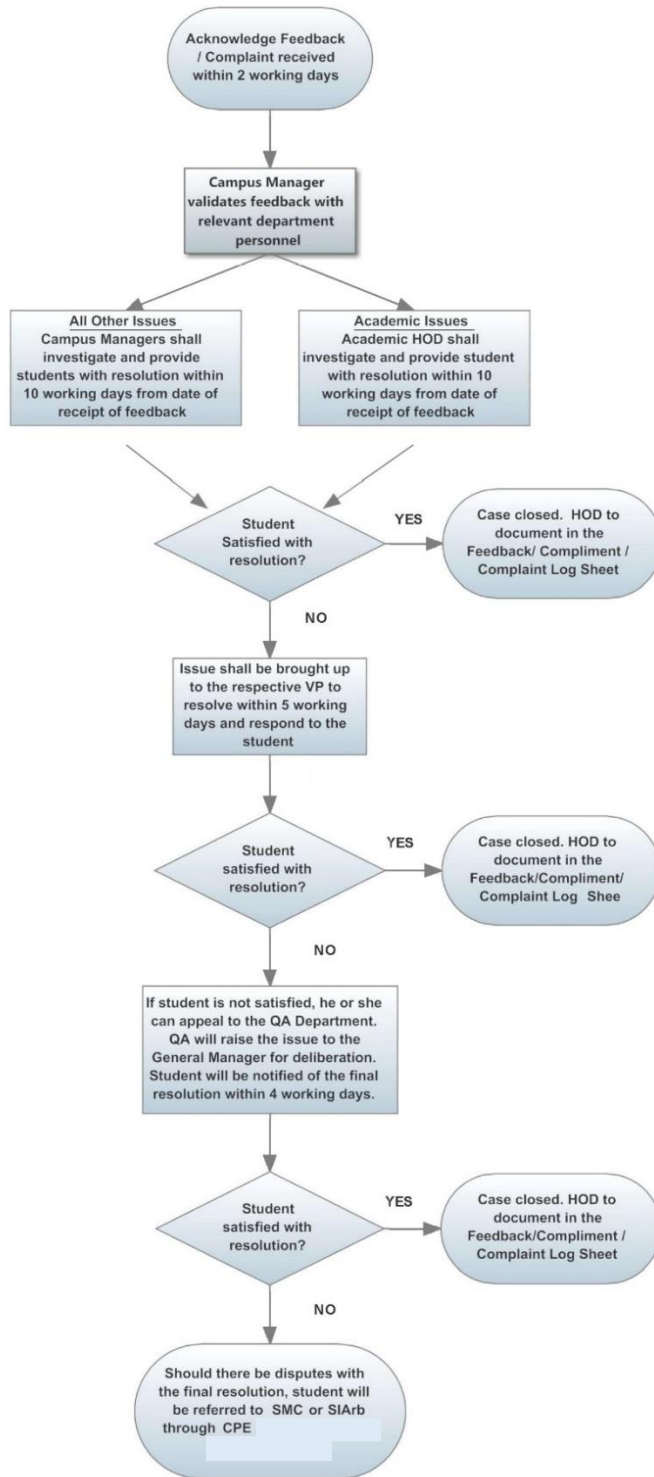 Acknowledge Feedback
/ Complaint received
within 2 working days
Campus Manager
validates feedback with
relevant department
personnel
All Other Issues
Campus Managers shall
investigate and provide
students with resolution within
10 working days from date of
receipt of feedback
Academic Issues
Academic HOD shall
investigate and provide student
with resolution within 10
working days from date of
receipt of feedback
Student
Satisfied with
resolution?
YES
Case closed. HOD to
document in the
Feedback/ Compliment /
Complaint Log Sheet
NO
Issue shall be brought up
to the respective VP to
resolve within 5 working
days and respond to the
student
Student
satisfied with
resolution?
YES
Case closed. HOD to
document in the
Feedback/Compliment/
Complaint Log Shee
NO
If student is not satisfied, he or she
can appeal to the QA Department.
QA will raise the issue to the
General Manager for deliberation.
Student will be notified of the final
resolution within 4 working days.
Student
satisfied with
resolution?
YES
Case closed. HOD to
document in the
Feedback/Compliment /
Complaint Log Sheet
NO
Should there be disputes with
the final resolution, student will
be referred to SMC or SIArb
through CPE